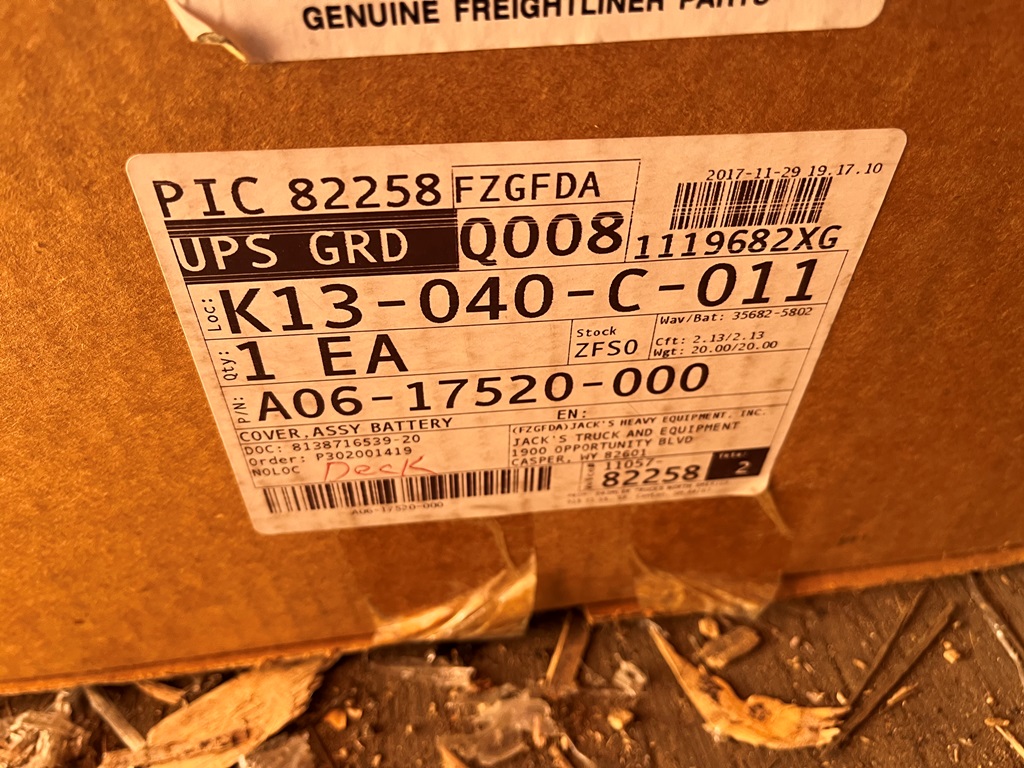 GENUINE FREIGHTLINER PARTS
PIC 82258 FZGFDA
2017-11-29 19.17.10
UPS GRD Q008
1119682XG
Loc: K13-040-C-011
Qty: 1 EA
Stock
ZFSO
Wav/Bat: 35682-5802
Cft: 2.13/2.13
Wgt: 20.00/20.00
P/N: A06-17520-000
COVER,ASSY BATTERY
DOC: 8138716539-20
Order: P302001419
NOLOC
Deck
EN:
(FZGFDA)JACK'S HEAVY EQUIPMENT, INC.
JACK'S TRUCK AND EQUIPMENT
1900 OPPORTUNITY BLVD
CASPER, WY 82601
11057
82258
2
A06-17520-000